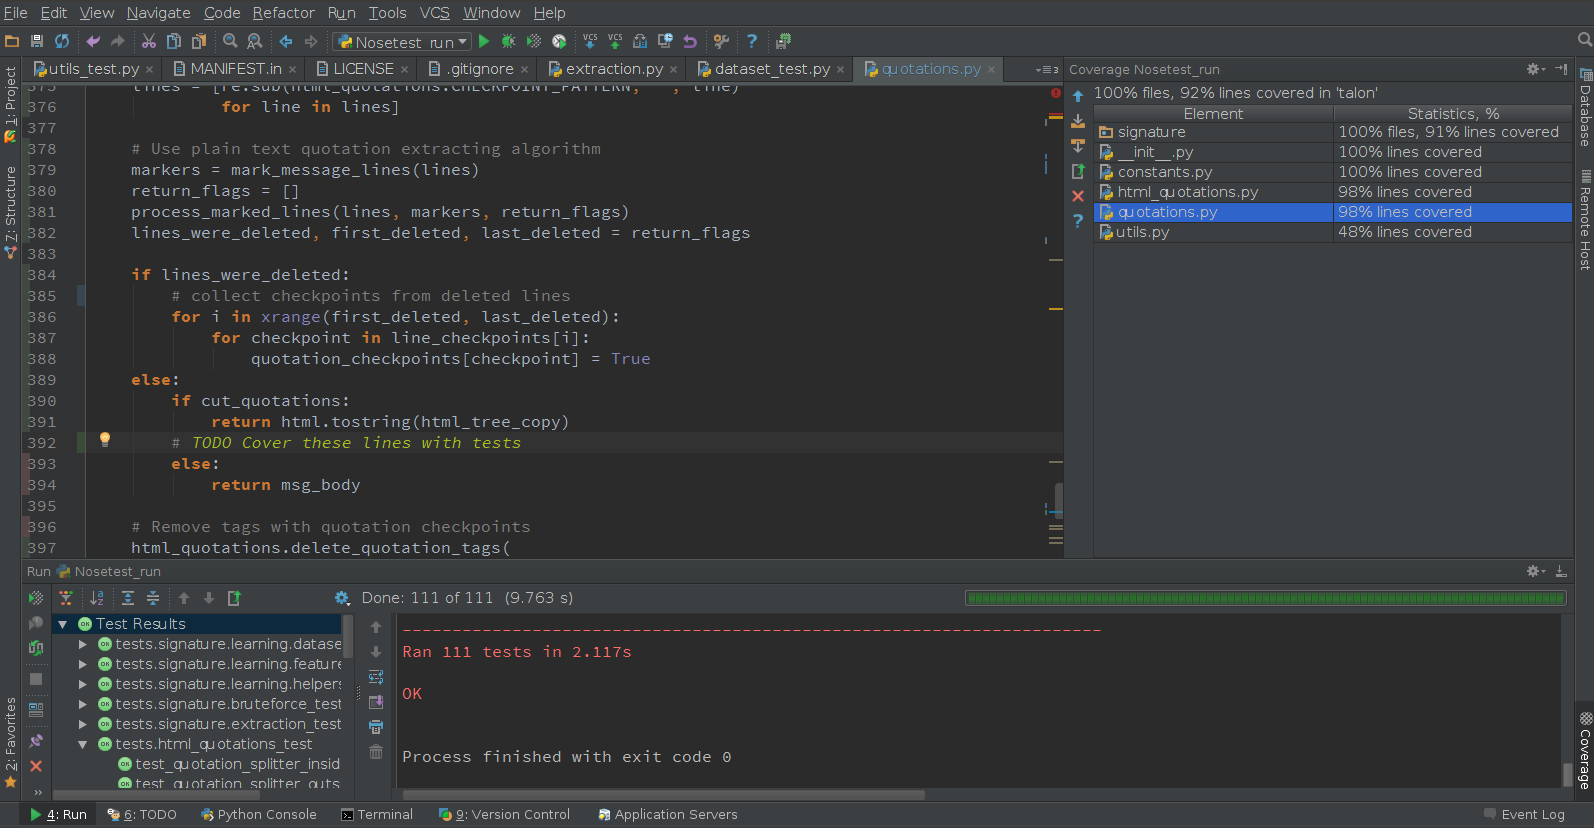 File Edit View Navigate Code Refactor Run Tools VCS Window Help
Nosetest_run VCS VCS
utils_test.py MANIFEST.in LICENSE .gitignore extraction.py dataset_test.py quotations.py 3
1: Project
Z: Structure
2: Favorites
376 for line in lines]
377
378 # Use plain text quotation extracting algorithm
379 markers = mark_message_lines(lines)
380 return_flags = []
381 process_marked_lines(lines, markers, return_flags)
382 lines_were_deleted, first_deleted, last_deleted = return_flags
383
384 if lines_were_deleted:
385 # collect checkpoints from deleted lines
386 for i in xrange(first_deleted, last_deleted):
387 for checkpoint in line_checkpoints[i]:
388 quotation_checkpoints[checkpoint] = True
389 else:
390 if cut_quotations:
391 return html.tostring(html_tree_copy)
392 # TODO Cover these lines with tests
393 else:
394 return msg_body
395
396 # Remove tags with quotation checkpoints
397 html_quotations.delete_quotation_tags(
Coverage Nosetest_run
100% files, 92% lines covered in 'talon'
Element Statistics, %
signature 100% files, 91% lines covered
__init__.py 100% lines covered
constants.py 100% lines covered
html_quotations.py 98% lines covered
quotations.py 98% lines covered
utils.py 48% lines covered
Database
Remote Host
Coverage
Run Nosetest_run
Done: 111 of 111 (9.763 s)
Test Results
tests.signature.learning.datase
tests.signature.learning.feature
tests.signature.learning.helpers
tests.signature.bruteforce_test
tests.signature.extraction_test
tests.html_quotations_test
test_quotation_splitter_insid
test_quotation_splitter_outs
Ran 111 tests in 2.117s
OK
Process finished with exit code 0
4: Run 6: TODO Python Console Terminal 9: Version Control Application Servers Event Log